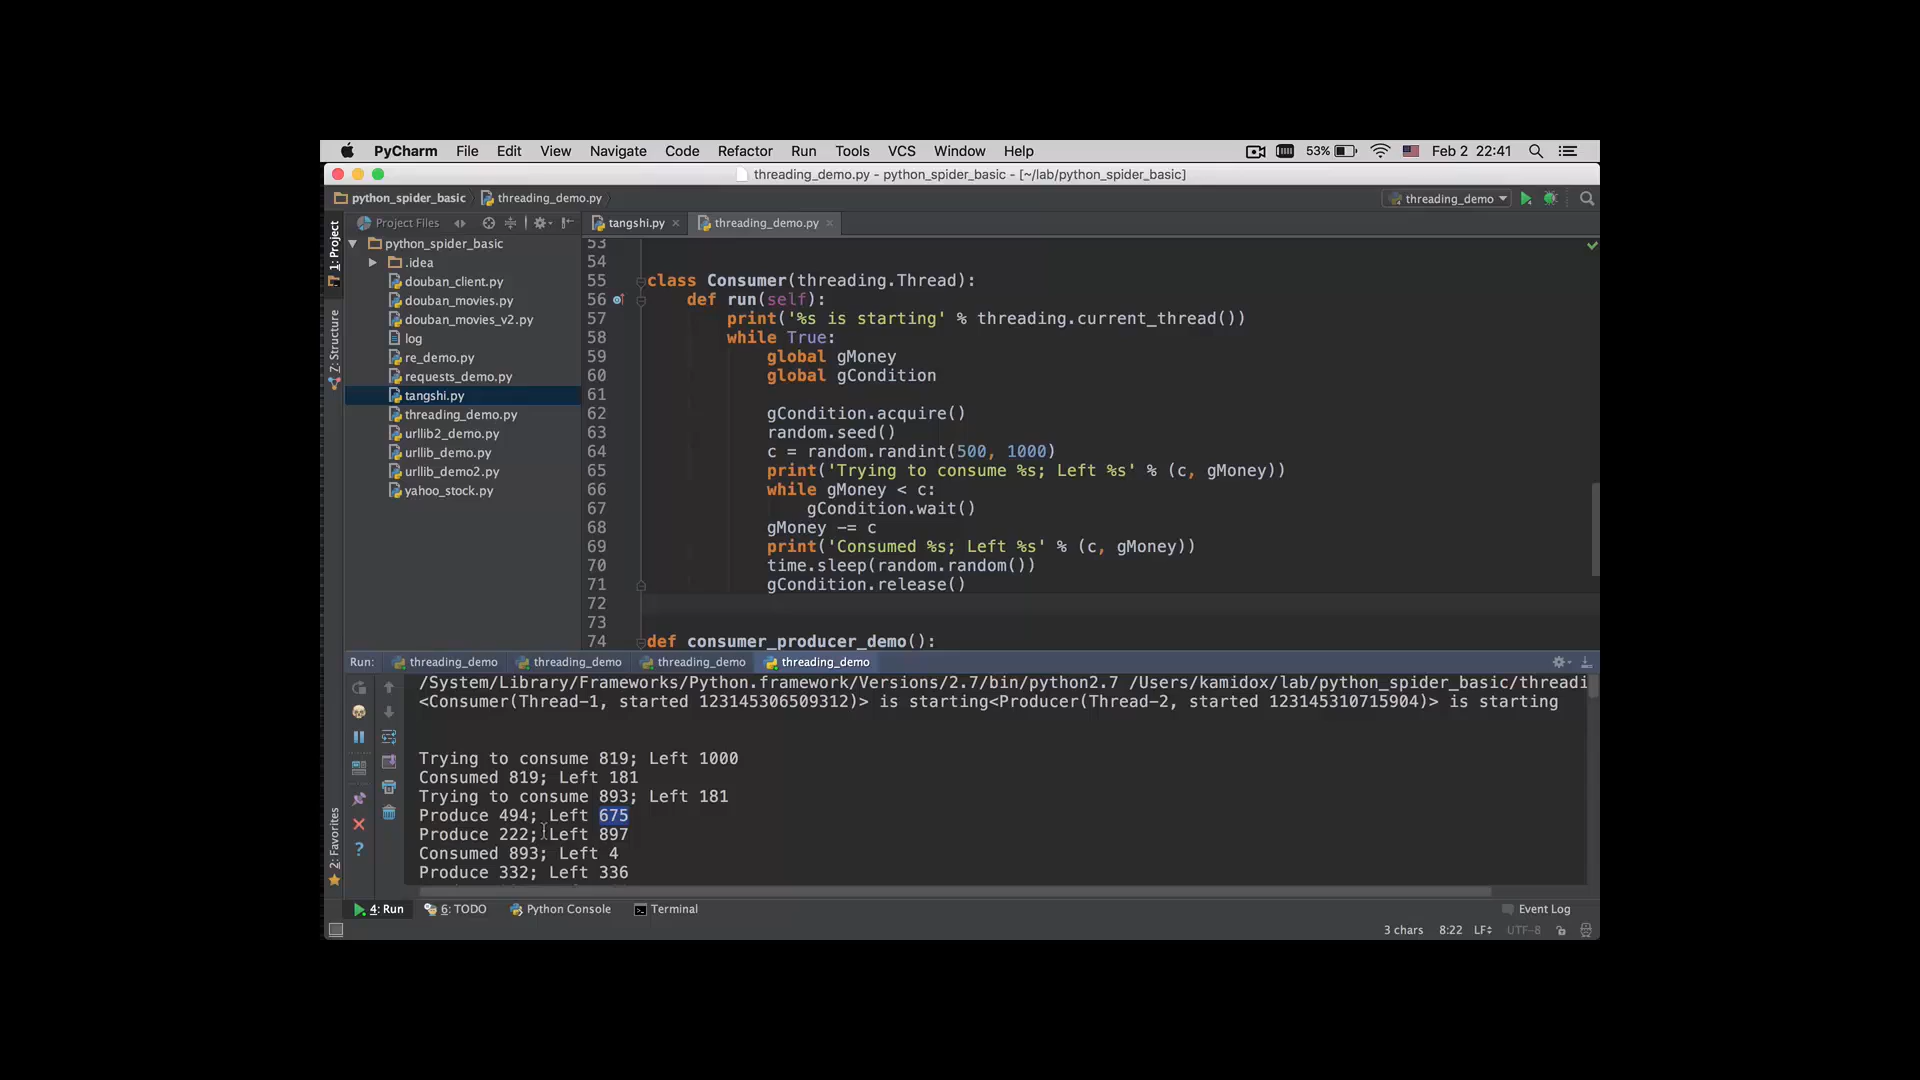 PyCharm File Edit View Navigate Code Refactor Run Tools VCS Window Help 53% Feb 2 22:41
threading_demo.py - python_spider_basic - [~/lab/python_spider_basic]
python_spider_basic threading_demo.py threading_demo
1: Project
Project Files
tangshi.py threading_demo.py
python_spider_basic
.idea
douban_client.py
douban_movies.py
douban_movies_v2.py
log
re_demo.py
requests_demo.py
tangshi.py
threading_demo.py
urllib2_demo.py
urllib_demo.py
urllib_demo2.py
yahoo_stock.py
7: Structure
2: Favorites
53
54
55 class Consumer(threading.Thread):
56 def run(self):
57 print('%s is starting' % threading.current_thread())
58 while True:
59 global gMoney
60 global gCondition
61
62 gCondition.acquire()
63 random.seed()
64 c = random.randint(500, 1000)
65 print('Trying to consume %s; Left %s' % (c, gMoney))
66 while gMoney < c:
67 gCondition.wait()
68 gMoney -= c
69 print('Consumed %s; Left %s' % (c, gMoney))
70 time.sleep(random.random())
71 gCondition.release()
72
73
74 def consumer_producer_demo():
Run: threading_demo threading_demo threading_demo threading_demo
/System/Library/Frameworks/Python.framework/Versions/2.7/bin/python2.7 /Users/kamidox/lab/python_spider_basic/threadi
<Consumer(Thread-1, started 123145306509312)> is starting<Producer(Thread-2, started 123145310715904)> is starting
Trying to consume 819; Left 1000
Consumed 819; Left 181
Trying to consume 893; Left 181
Produce 494; Left 675
Produce 222; Left 897
Consumed 893; Left 4
Produce 332; Left 336
4: Run 6: TODO Python Console Terminal Event Log
3 chars 8:22 LF UTF-8